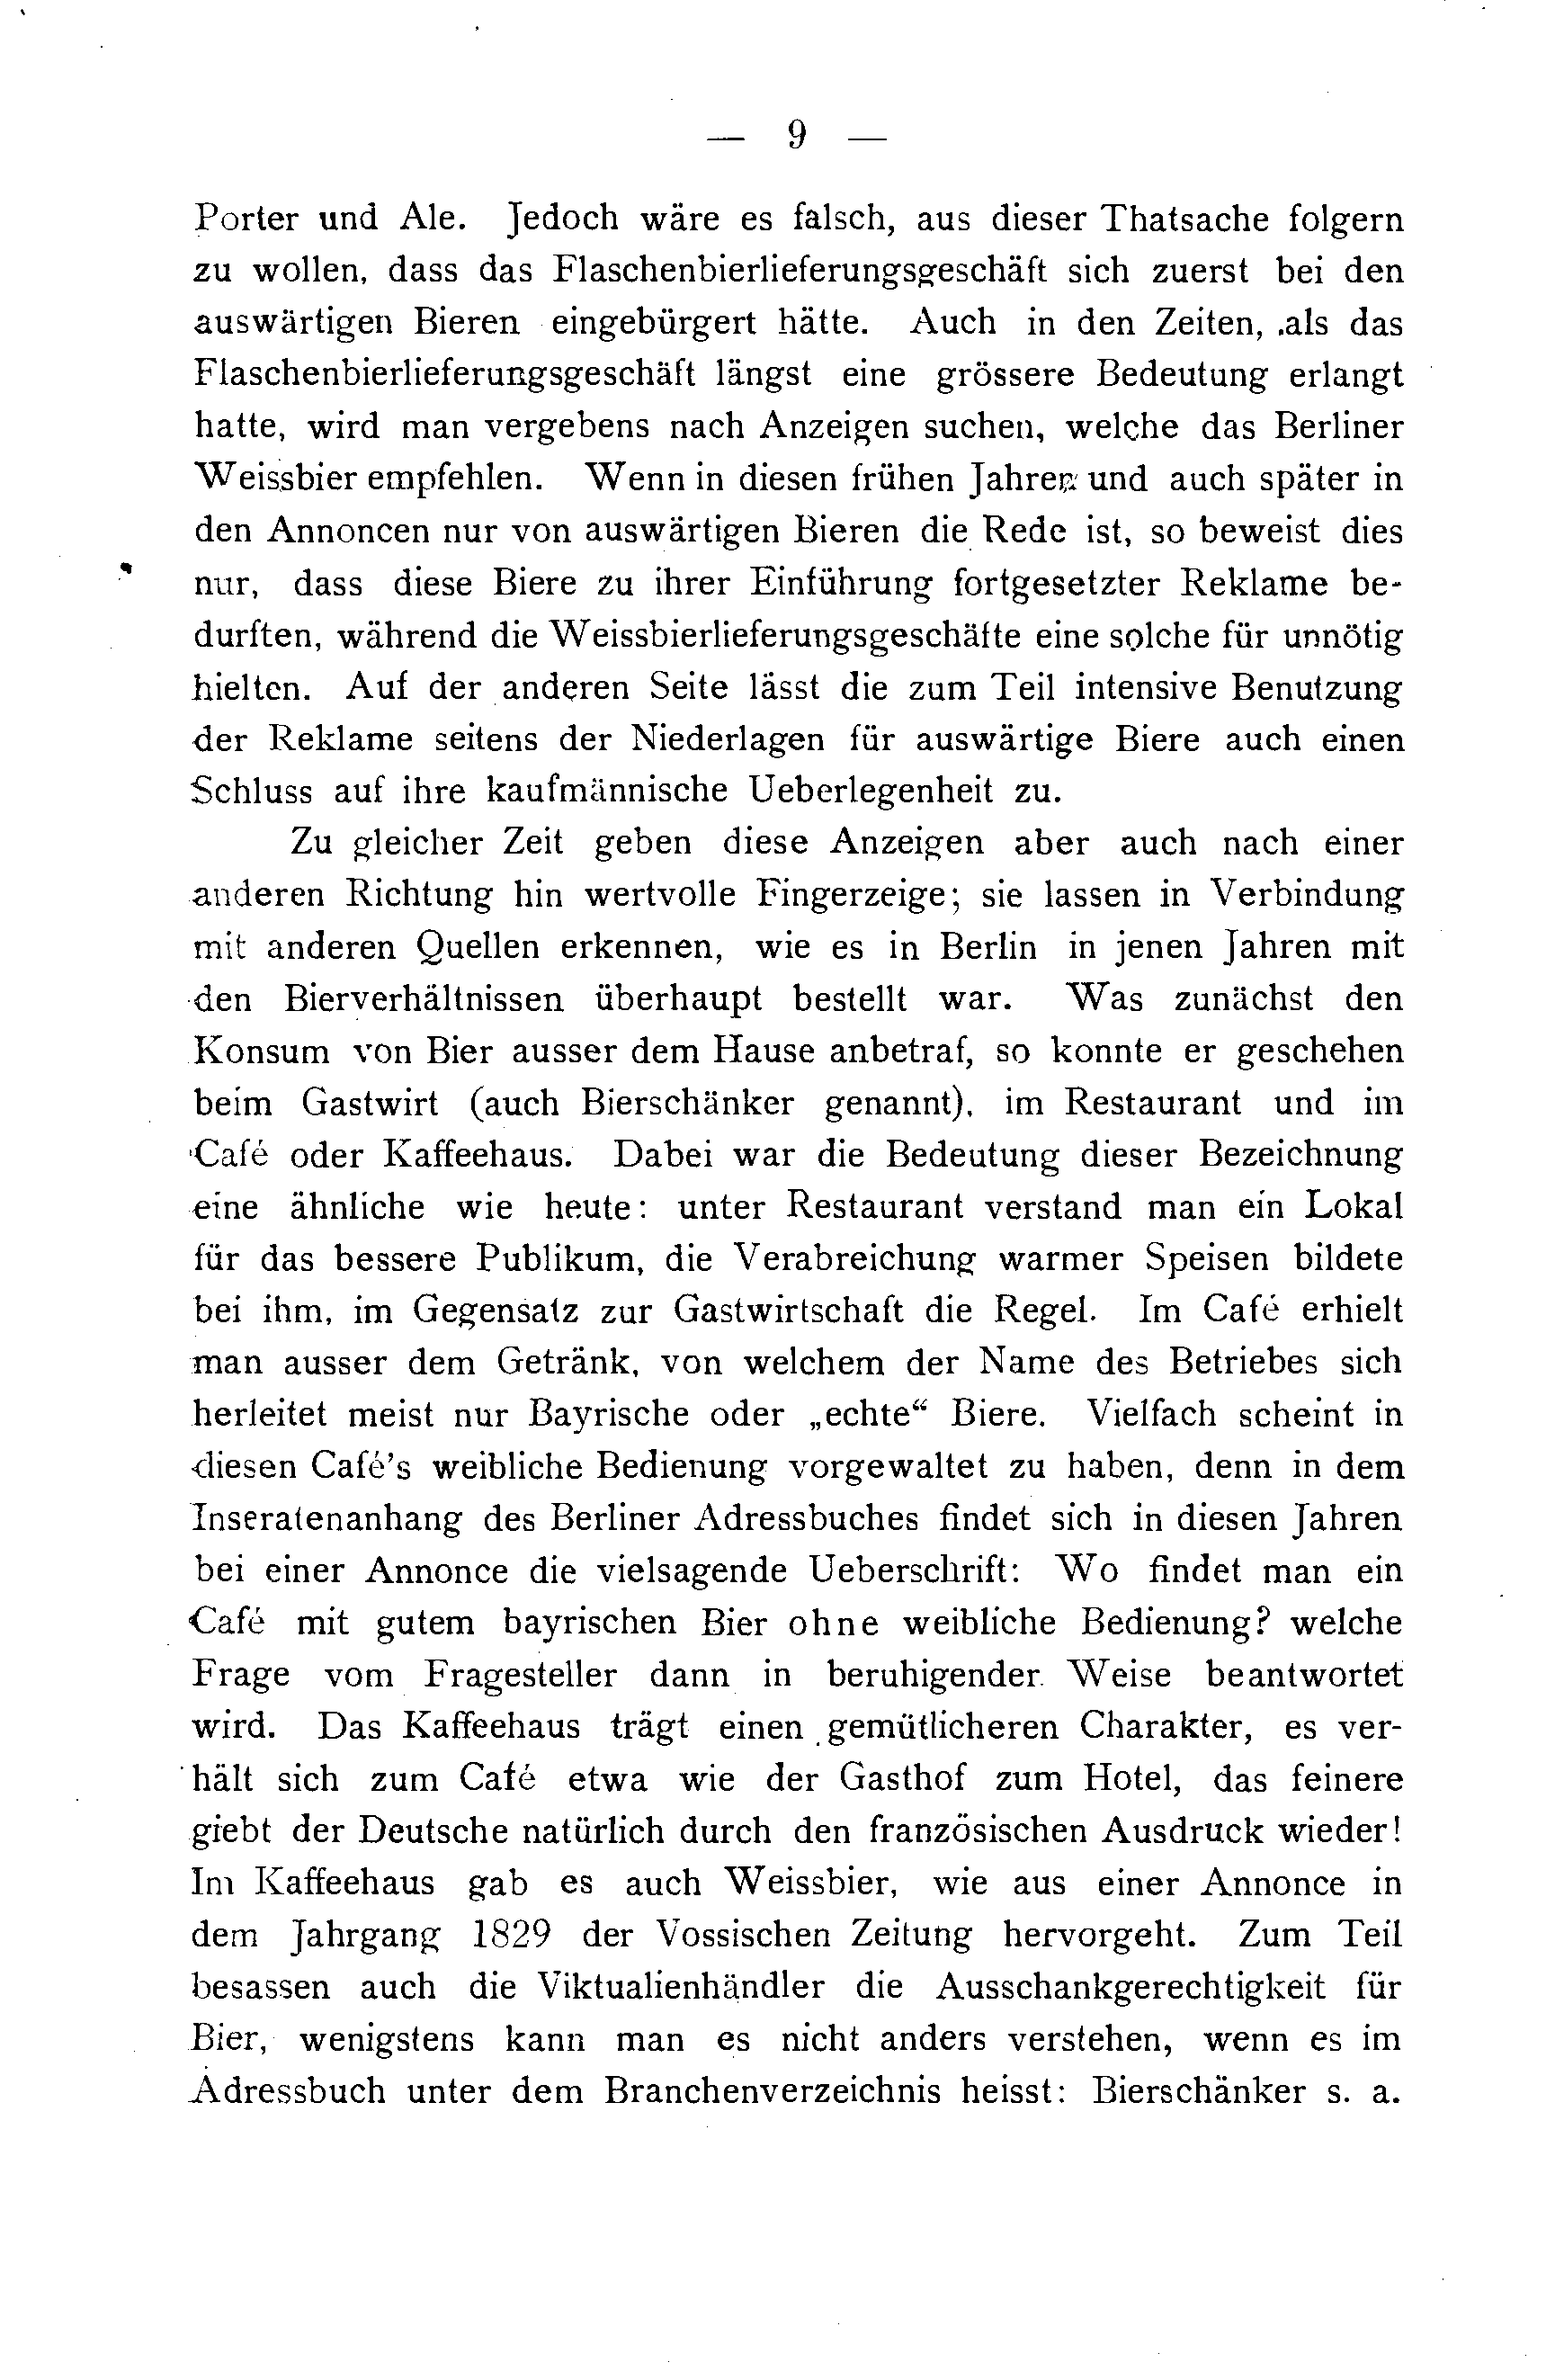 — 9 —
Porter und Ale. Jedoch wäre es falsch, aus dieser Thatsache folgern
zu wollen, dass das Flaschenbierlieferungsgeschäft sich zuerst bei den
auswärtigen Bieren eingebürgert hätte. Auch in den Zeiten, als das
Flaschenbierlieferungsgeschäft längst eine grössere Bedeutung erlangt
hatte, wird man vergebens nach Anzeigen suchen, welche das Berliner
Weissbier empfehlen. Wenn in diesen frühen Jahren und auch später in
den Annoncen nur von auswärtigen Bieren die Rede ist, so beweist dies
nur, dass diese Biere zu ihrer Einführung fortgesetzter Reklame be-
durften, während die Weissbierlieferungsgeschäfte eine solche für unnötig
hielten. Auf der anderen Seite lässt die zum Teil intensive Benutzung
der Reklame seitens der Niederlagen für auswärtige Biere auch einen
Schluss auf ihre kaufmännische Ueberlegenheit zu.
Zu gleicher Zeit geben diese Anzeigen aber auch nach einer
anderen Richtung hin wertvolle Fingerzeige; sie lassen in Verbindung
mit anderen Quellen erkennen, wie es in Berlin in jenen Jahren mit
den Bierverhältnissen überhaupt bestellt war. Was zunächst den
Konsum von Bier ausser dem Hause anbetraf, so konnte er geschehen
beim Gastwirt (auch Bierschänker genannt), im Restaurant und im
Café oder Kaffeehaus. Dabei war die Bedeutung dieser Bezeichnung
eine ähnliche wie heute: unter Restaurant verstand man ein Lokal
für das bessere Publikum, die Verabreichung warmer Speisen bildete
bei ihm, im Gegensatz zur Gastwirtschaft die Regel. Im Café erhielt
man ausser dem Getränk, von welchem der Name des Betriebes sich
herleitet meist nur Bayrische oder „echte“ Biere. Vielfach scheint in
diesen Café's weibliche Bedienung vorgewaltet zu haben, denn in dem
Inseratenanhang des Berliner Adressbuches findet sich in diesen Jahren
bei einer Annonce die vielsagende Ueberschrift: Wo findet man ein
Café mit gutem bayrischen Bier ohne weibliche Bedienung? welche
Frage vom Fragesteller dann in beruhigender Weise beantwortet
wird. Das Kaffeehaus trägt einen gemütlicheren Charakter, es ver-
hält sich zum Café etwa wie der Gasthof zum Hotel, das feinere
giebt der Deutsche natürlich durch den französischen Ausdruck wieder!
Im Kaffeehaus gab es auch Weissbier, wie aus einer Annonce in
dem Jahrgang 1829 der Vossischen Zeitung hervorgeht. Zum Teil
besassen auch die Viktualienhändler die Ausschankgerechtigkeit für
Bier, wenigstens kann man es nicht anders verstehen, wenn es im
Adressbuch unter dem Branchenverzeichnis heisst: Bierschänker s. a.